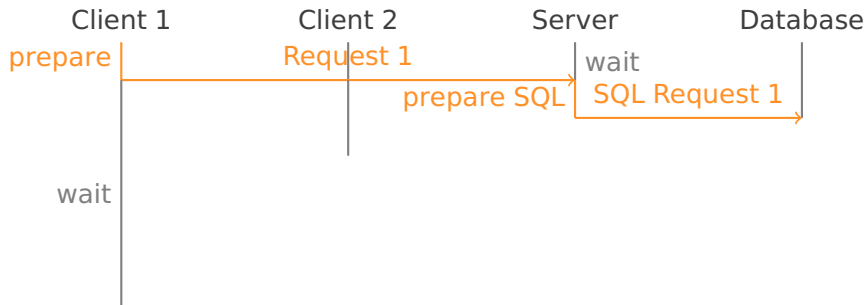 Client 1
Client 2
Server
Database
prepare
Request 1
wait
prepare SQL
SQL Request 1
wait